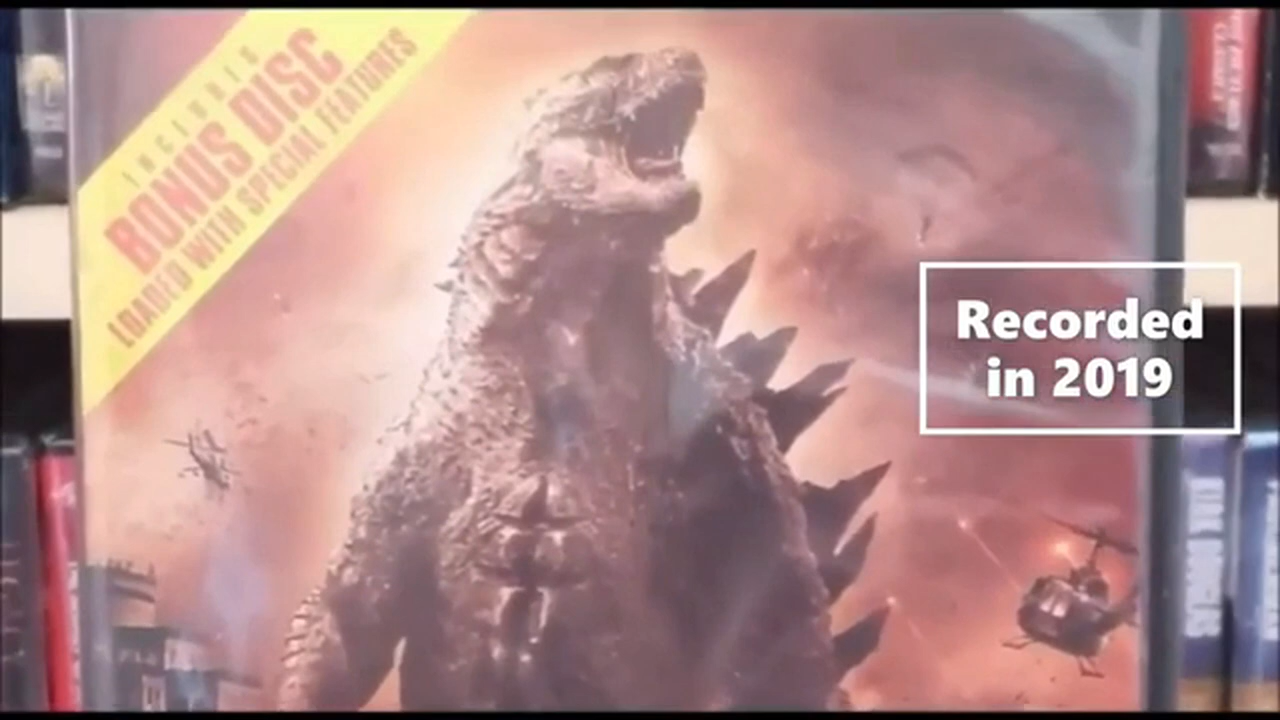 INCLUDES
BONUS DISC
LOADED WITH SPECIAL FEATURES
Recorded
in 2019